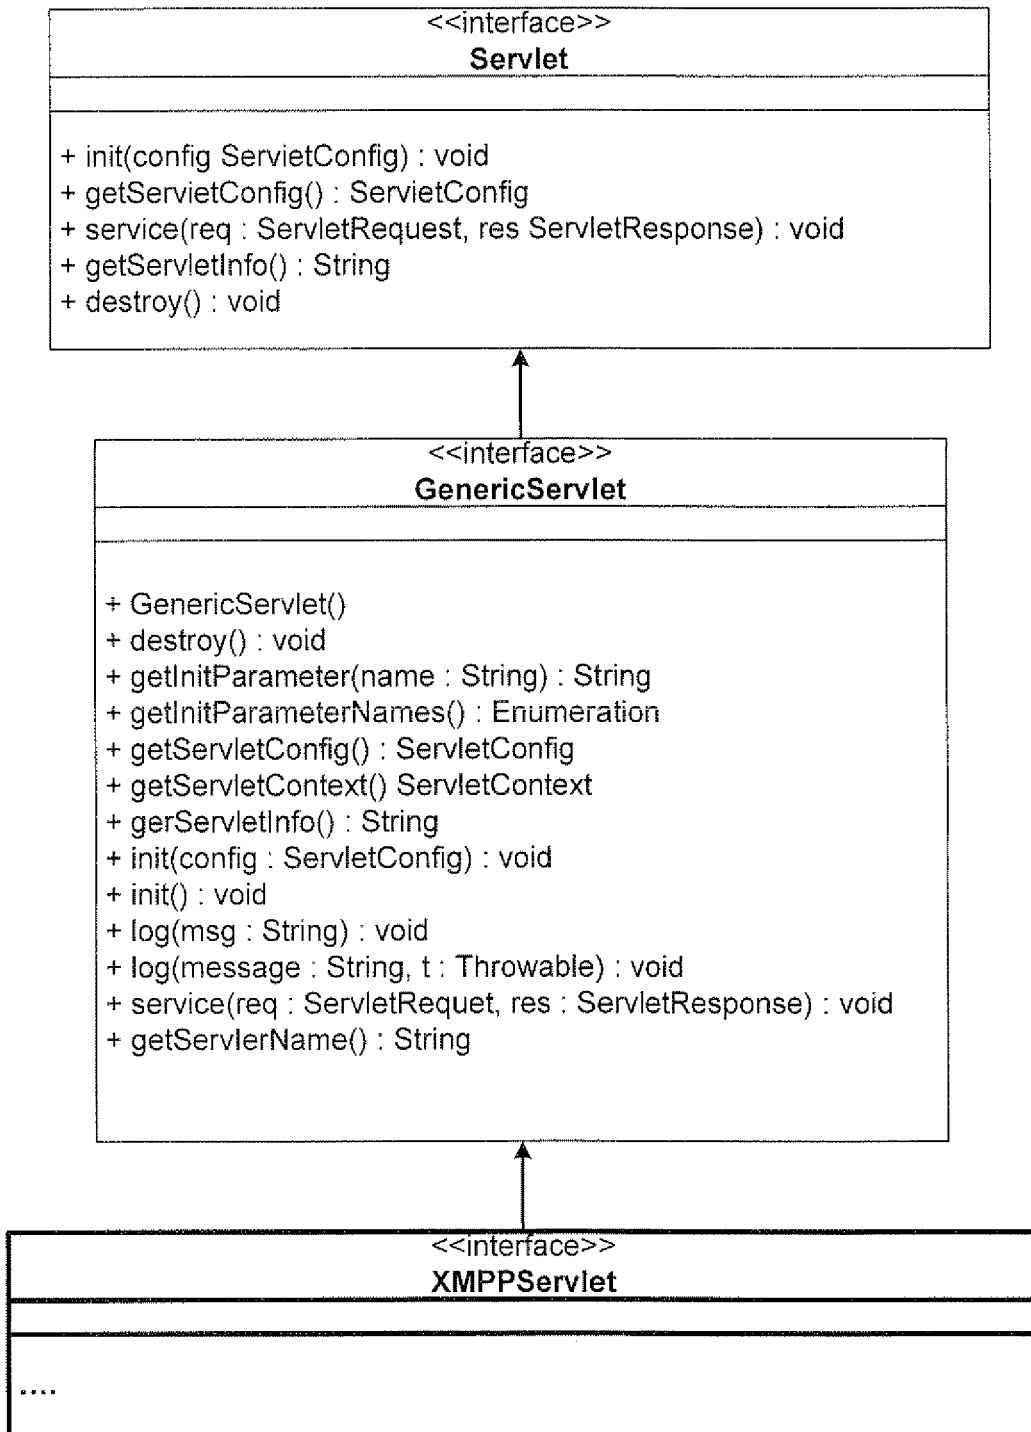 <<interface>>
Servlet
+ init(config ServietConfig) : void
+ getServietConfig() : ServietConfig
+ service(req : ServletRequest, res ServletResponse) : void
+ getServletInfo() : String
+ destroy() : void
<<interface>>
GenericServlet
+ GenericServlet()
+ destroy() : void
+ getInitParameter(name : String) : String
+ getInitParameterNames() : Enumeration
+ getServletConfig() : ServletConfig
+ getServletContext() ServletContext
+ gerServletInfo() : String
+ init(config : ServletConfig) : void
+ init() : void
+ log(msg : String) : void
+ log(message : String, t : Throwable) : void
+ service(req : ServletRequet, res : ServletResponse) : void
+ getServlerName() : String
<<interface>>
XMPPServlet
....